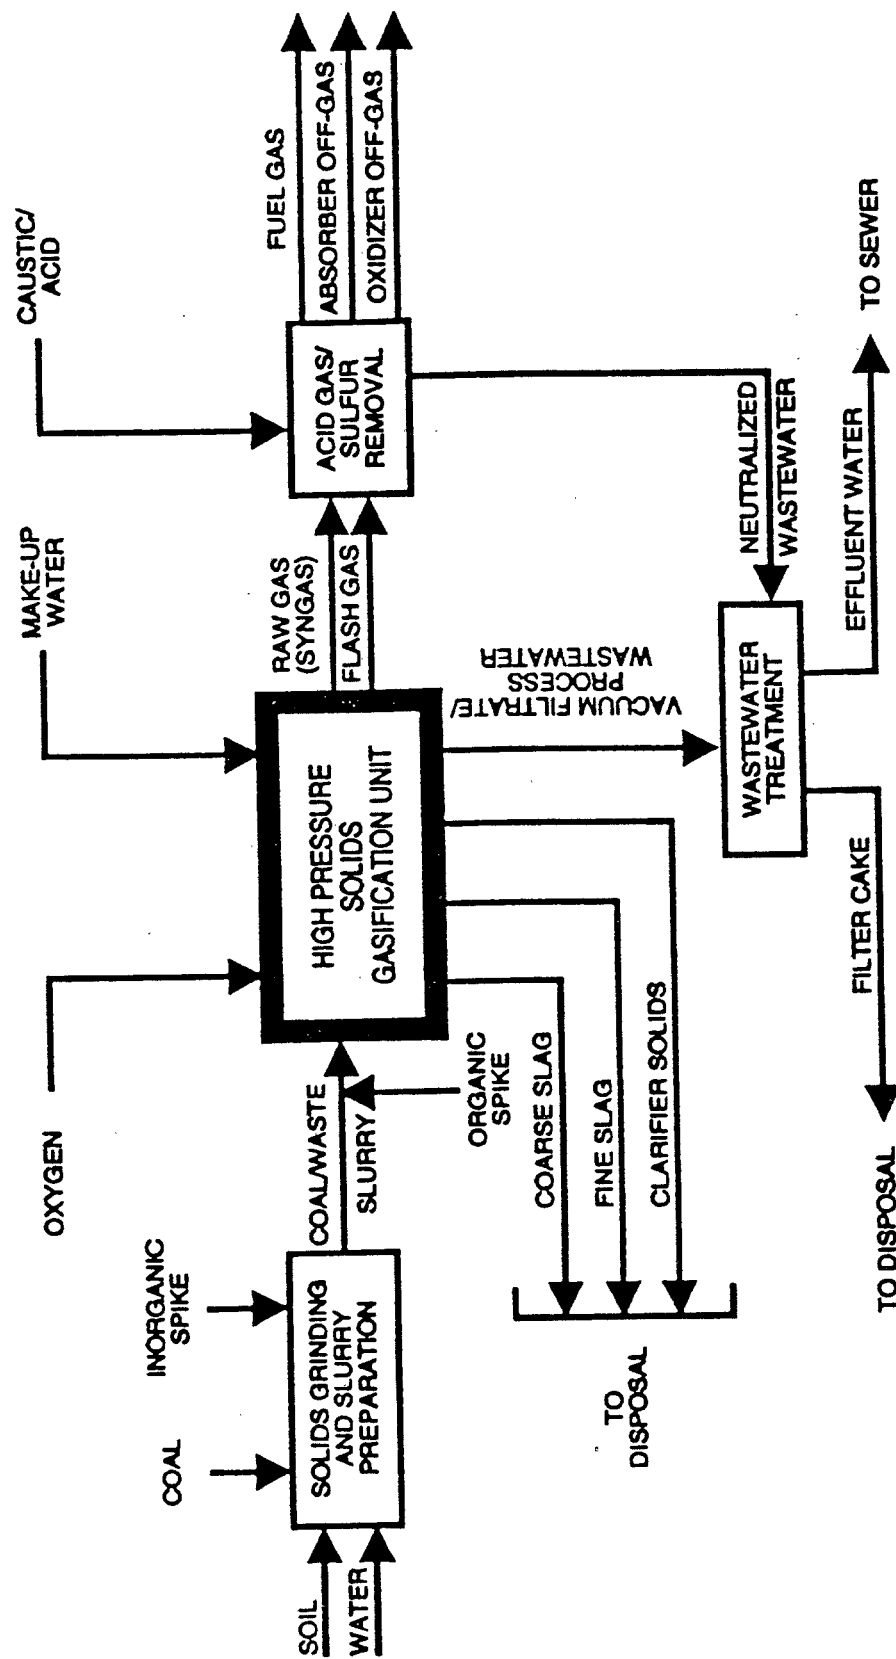 SOIL
WATER
COAL
INORGANIC
SPIKE
SOLIDS GRINDING
AND SLURRY
PREPARATION
COAL/WASTE
SLURRY
ORGANIC
SPIKE
OXYGEN
MAKE-UP
WATER
HIGH PRESSURE
SOLIDS
GASIFICATION UNIT
RAW GAS
(SYNGAS)
FLASH GAS
CAUSTIC/
ACID
ACID GAS/
SULFUR
REMOVAL
FUEL GAS
ABSORBER OFF-GAS
OXIDIZER OFF-GAS
COARSE SLAG
FINE SLAG
CLARIFIER SOLIDS
TO
DISPOSAL
VACUUM FILTRATE/
PROCESS
WASTEWATER
NEUTRALIZED
WASTEWATER
WASTEWATER
TREATMENT
EFFLUENT WATER
TO SEWER
FILTER CAKE
TO DISPOSAL